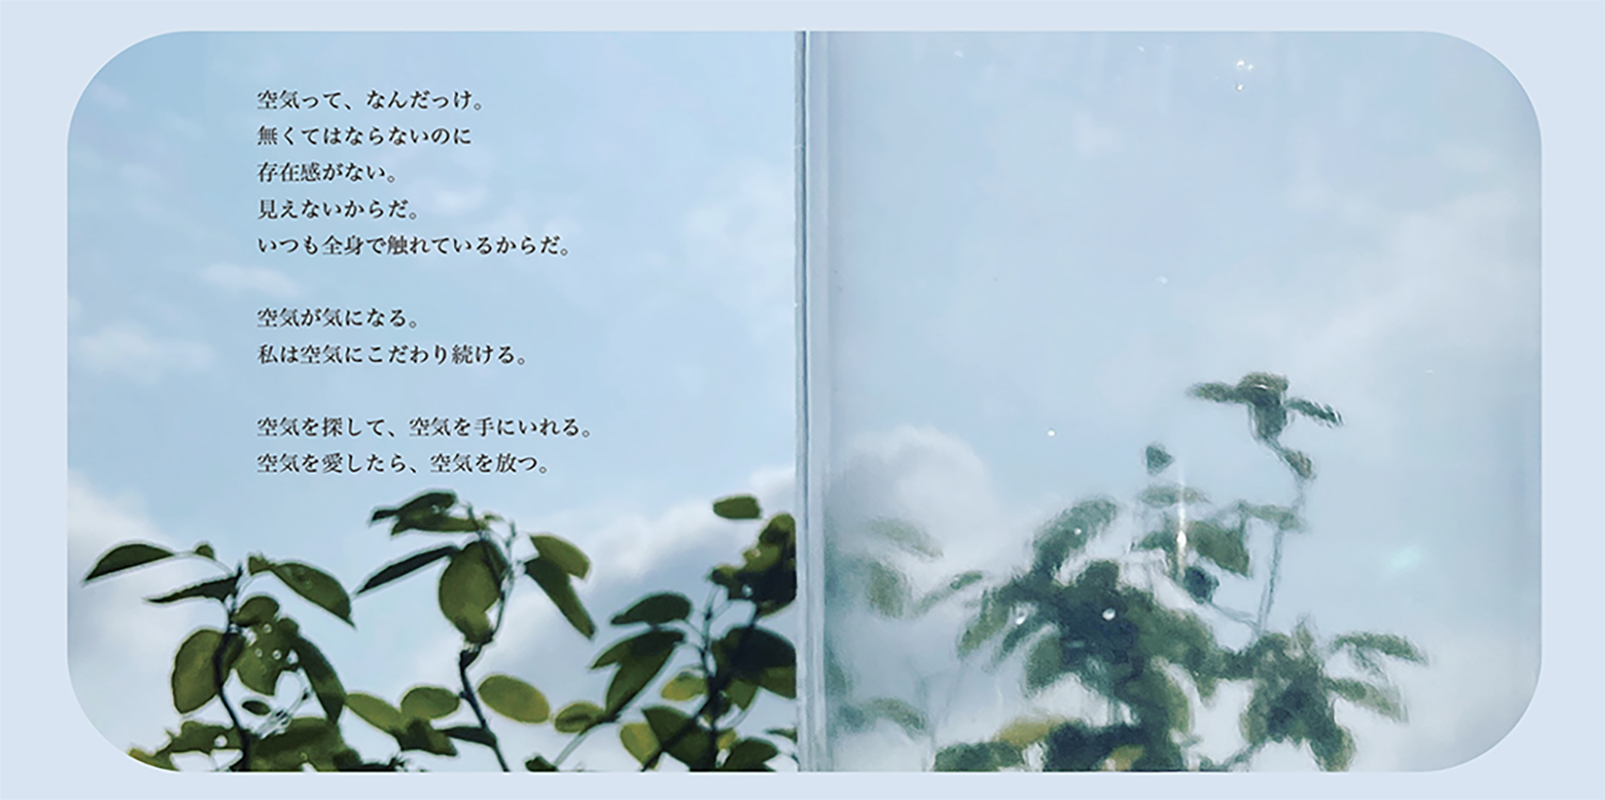 空気って、なんだっけ。
無くてはならないのに
存在感がない。
見えないからだ。
いつも全身で触れているからだ。
空気が気になる。
私は空気にこだわり続ける。
空気を探して、空気を手にいれる。
空気を愛したら、空気を放つ。